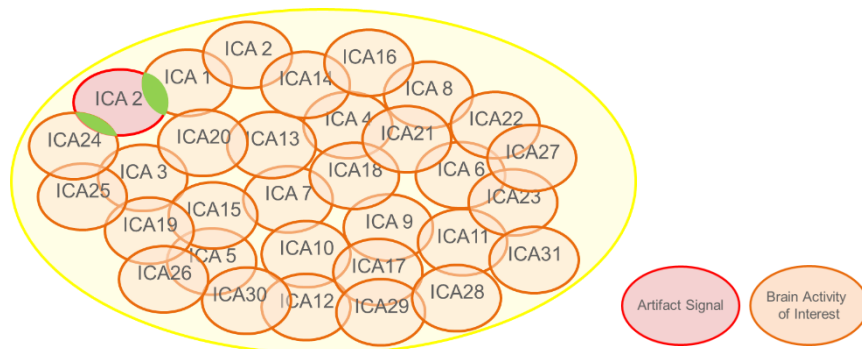 ICA 2
ICA16
ICA 1
ICA14
ICA 8
ICA 2
ICA 4
ICA22
ICA24
ICA20
ICA13
ICA21
ICA27
ICA 3
ICA18
ICA 6
ICA25
ICA 7
ICA23
ICA15
ICA19
ICA 9
ICA11
ICA 5
ICA10
ICA31
ICA26
ICA17
ICA30
ICA12
ICA29
ICA28
Artifact Signal
Brain Activity
of Interest